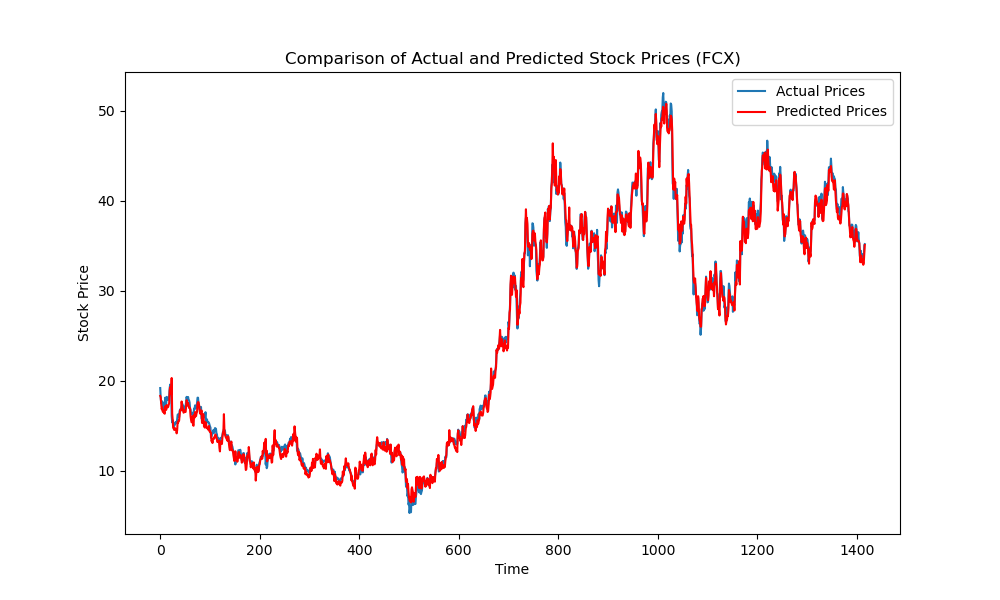 Comparison of Actual and Predicted Stock Prices (FCX)
Actual Prices
Predicted Prices
50
40
30
20
10
Stock Price
0 200 400 600 800 1000 1200 1400
Time